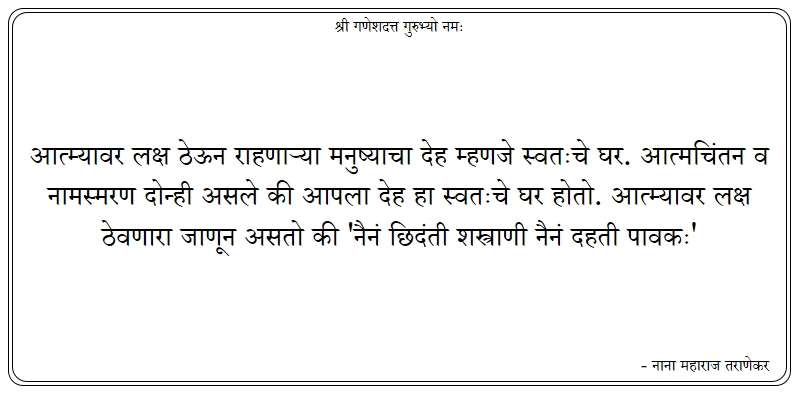 श्री गणेशदत्त गुरुभ्यो नमः
आत्म्यावर लक्ष ठेऊन राहणाऱ्या मनुष्याचा देह म्हणजे स्वतःचे घर. आत्मचिंतन व
नामस्मरण दोन्ही असले की आपला देह हा स्वतःचे घर होतो. आत्म्यावर लक्ष
ठेवणारा जाणून असतो की 'नैनं छिदंती शस्त्राणी नैनं दहती पावकः'
- नाना महाराज तराणेकर